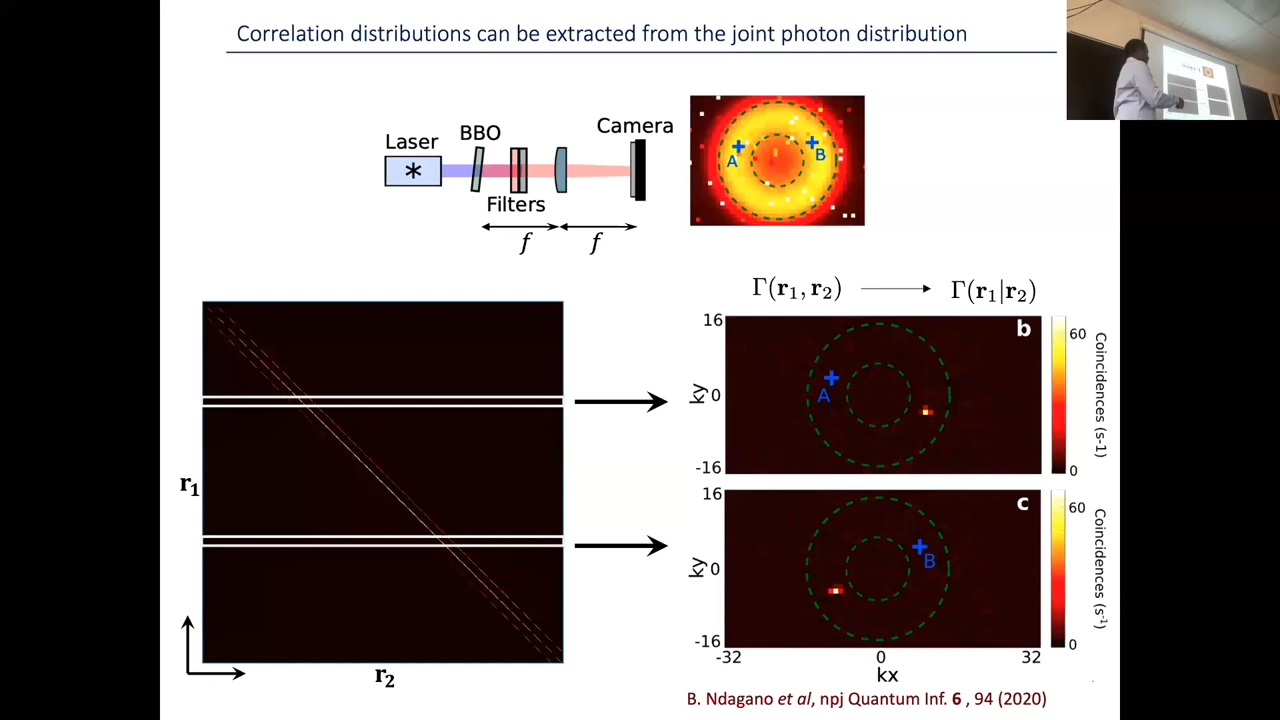 Correlation distributions can be extracted from the joint photon distribution
Laser
BBO
Camera
*
Filters
f
f
A
B
Γ(r₁, r₂)
Γ(r₁|r₂)
r₁
r₂
16
b
ky
0
A
-16
60
0
Coincidences (s-1)
16
c
ky
0
B
-16
-32
0
32
kx
60
0
Coincidences (s⁻¹)
B. Ndagano et al, npj Quantum Inf. 6 , 94 (2020)